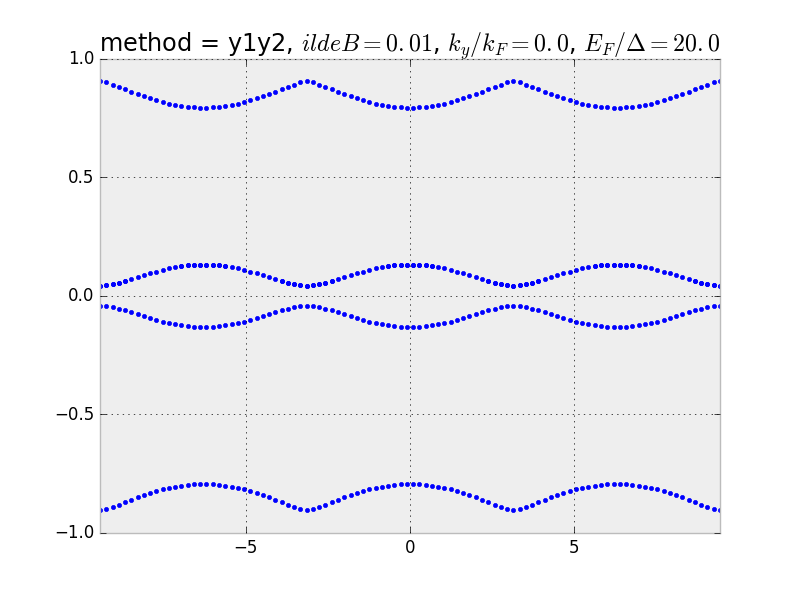 method = y1y2, ildeB = 0.01, k_y/k_F = 0.0, E_F/Δ = 20.0
1.0
0.5
0.0
−0.5
−1.0
−5 0 5